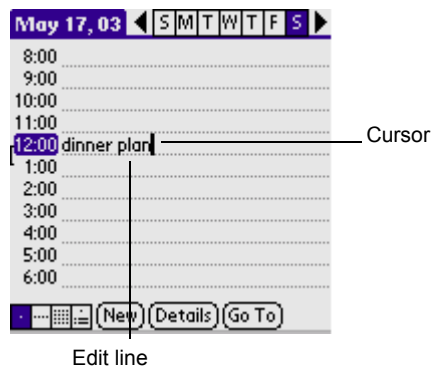 May 17, 03 S M T W T F S
8:00
9:00
10:00
11:00
12:00 dinner plan
Cursor
1:00
2:00
3:00
4:00
5:00
6:00
New Details Go To
Edit line